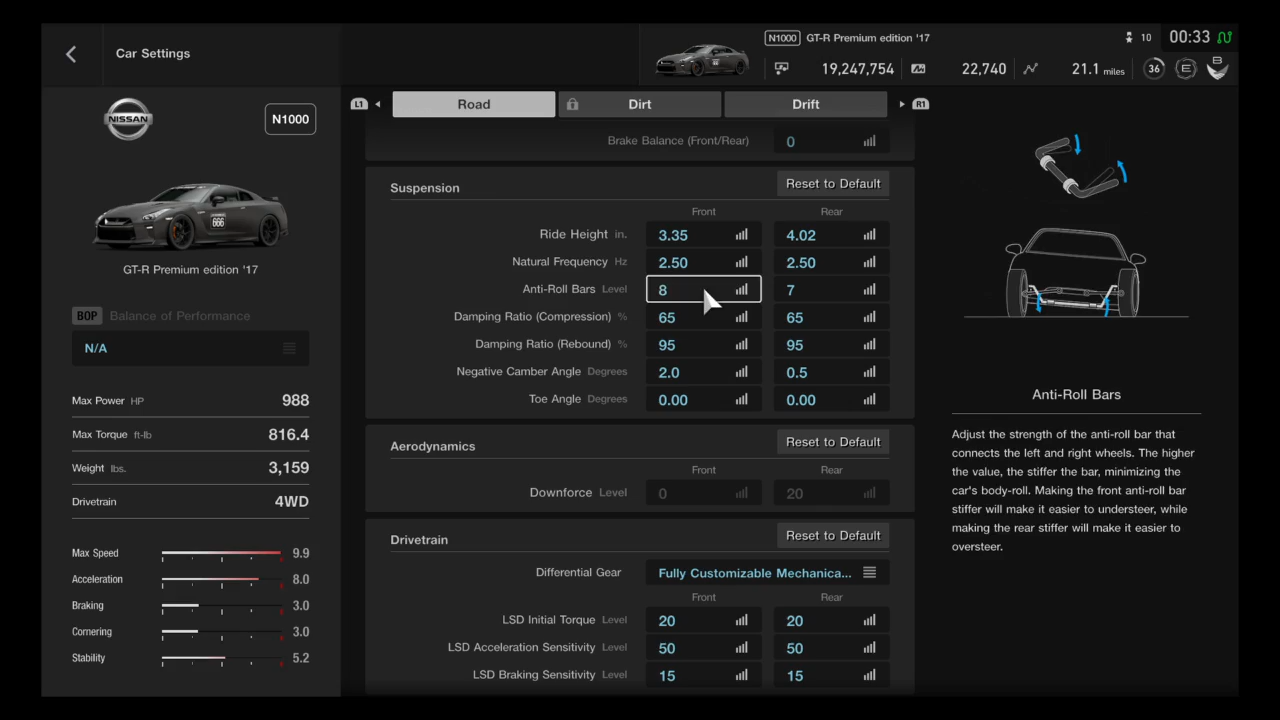 Car Settings
N1000 GT-R Premium edition '17
10 00:33
19,247,754 22,740 21.1 miles 36 E B
NISSAN
N1000
666
GT-R Premium edition '17
BOP Balance of Performance
N/A
Max Power HP 988
Max Torque ft-lb 816.4
Weight lbs. 3,159
Drivetrain 4WD
Max Speed 9.9
Acceleration 8.0
Braking 3.0
Cornering 3.0
Stability 5.2
L1 Road Dirt Drift R1
Brake Balance (Front/Rear) 0
Suspension Reset to Default
Front Rear
Ride Height in. 3.35 4.02
Natural Frequency Hz 2.50 2.50
Anti-Roll Bars Level 8 7
Damping Ratio (Compression) % 65 65
Damping Ratio (Rebound) % 95 95
Negative Camber Angle Degrees 2.0 0.5
Toe Angle Degrees 0.00 0.00
Aerodynamics Reset to Default
Front Rear
Downforce Level 0 20
Drivetrain Reset to Default
Differential Gear Fully Customizable Mechanica...
Front Rear
LSD Initial Torque Level 20 20
LSD Acceleration Sensitivity Level 50 50
LSD Braking Sensitivity Level 15 15
Anti-Roll Bars
Adjust the strength of the anti-roll bar that
connects the left and right wheels. The higher
the value, the stiffer the bar, minimizing the
car's body-roll. Making the front anti-roll bar
stiffer will make it easier to understeer, while
making the rear stiffer will make it easier to
oversteer.